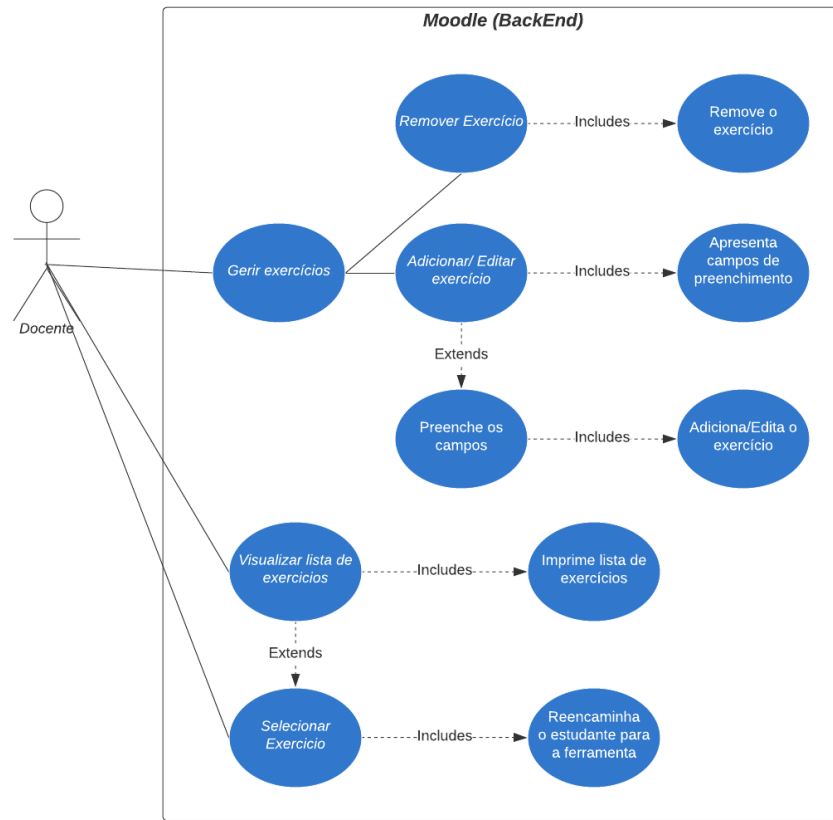 Moodle (BackEnd)
Remover Exercício
Includes
Remove o
exercício
Docente
Gerir exercícios
Adicionar/ Editar
exercício
Includes
Apresenta
campos de
preenchimento
Extends
Preenche os
campos
Includes
Adiciona/Edita o
exercício
Visualizar lista de
exercicios
Includes
Imprime lista de
exercícios
Extends
Selecionar
Exercicio
Includes
Reencaminha
o estudante para
a ferramenta